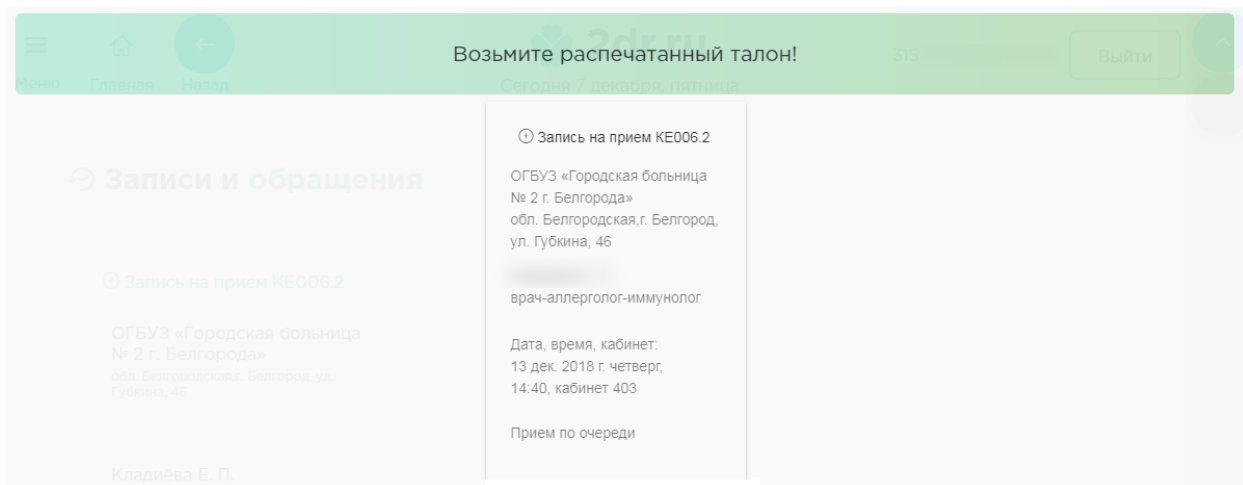 Возьмите распечатанный талон!
2dr.ru
315
Выйти
Меню
Главная
Назад
Сегодня 7 декабря, пятница
Записи и обращения
Запись на прием КЕ006.2
ОГБУЗ «Городская больница
№ 2 г. Белгорода»
обл. Белгородская,г. Белгород, ул.
Губкина, 46
Кладиёва Е. П.
Запись на прием КЕ006.2
ОГБУЗ «Городская больница
№ 2 г. Белгорода»
обл. Белгородская,г. Белгород,
ул. Губкина, 46
врач-аллерголог-иммунолог
Дата, время, кабинет:
13 дек. 2018 г. четверг,
14:40, кабинет 403
Прием по очереди